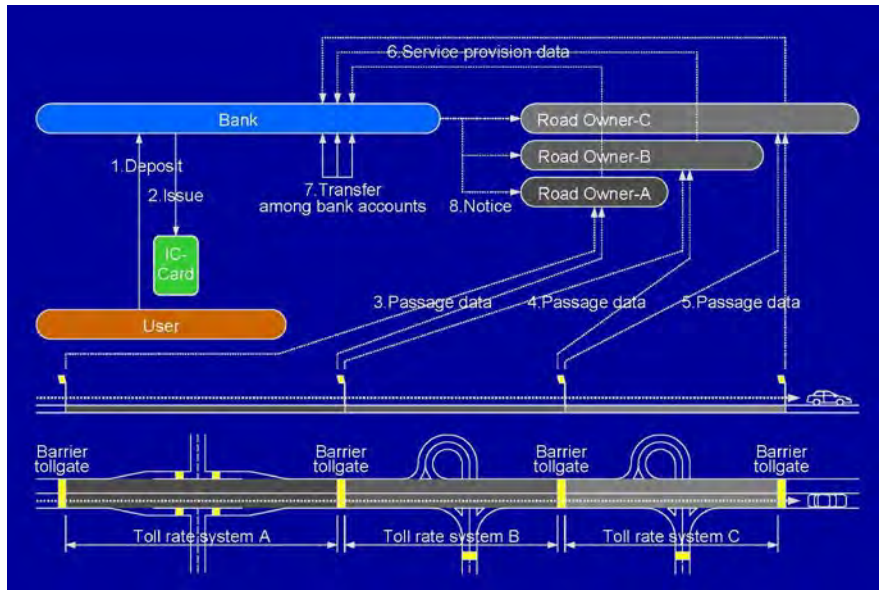 6.Service provision data
Bank
Road Owner-C
1.Deposit
Road Owner-B
2.Issue
7.Transfer
among bank accounts
8.Notice
Road Owner-A
IC-
Card
3.Passage data
4.Passage data
5.Passage data
User
Barrier
tollgate
Barrier
tollgate
Barrier
tollgate
Barrier
tollgate
Toll rate system A
Toll rate system B
Toll rate system C